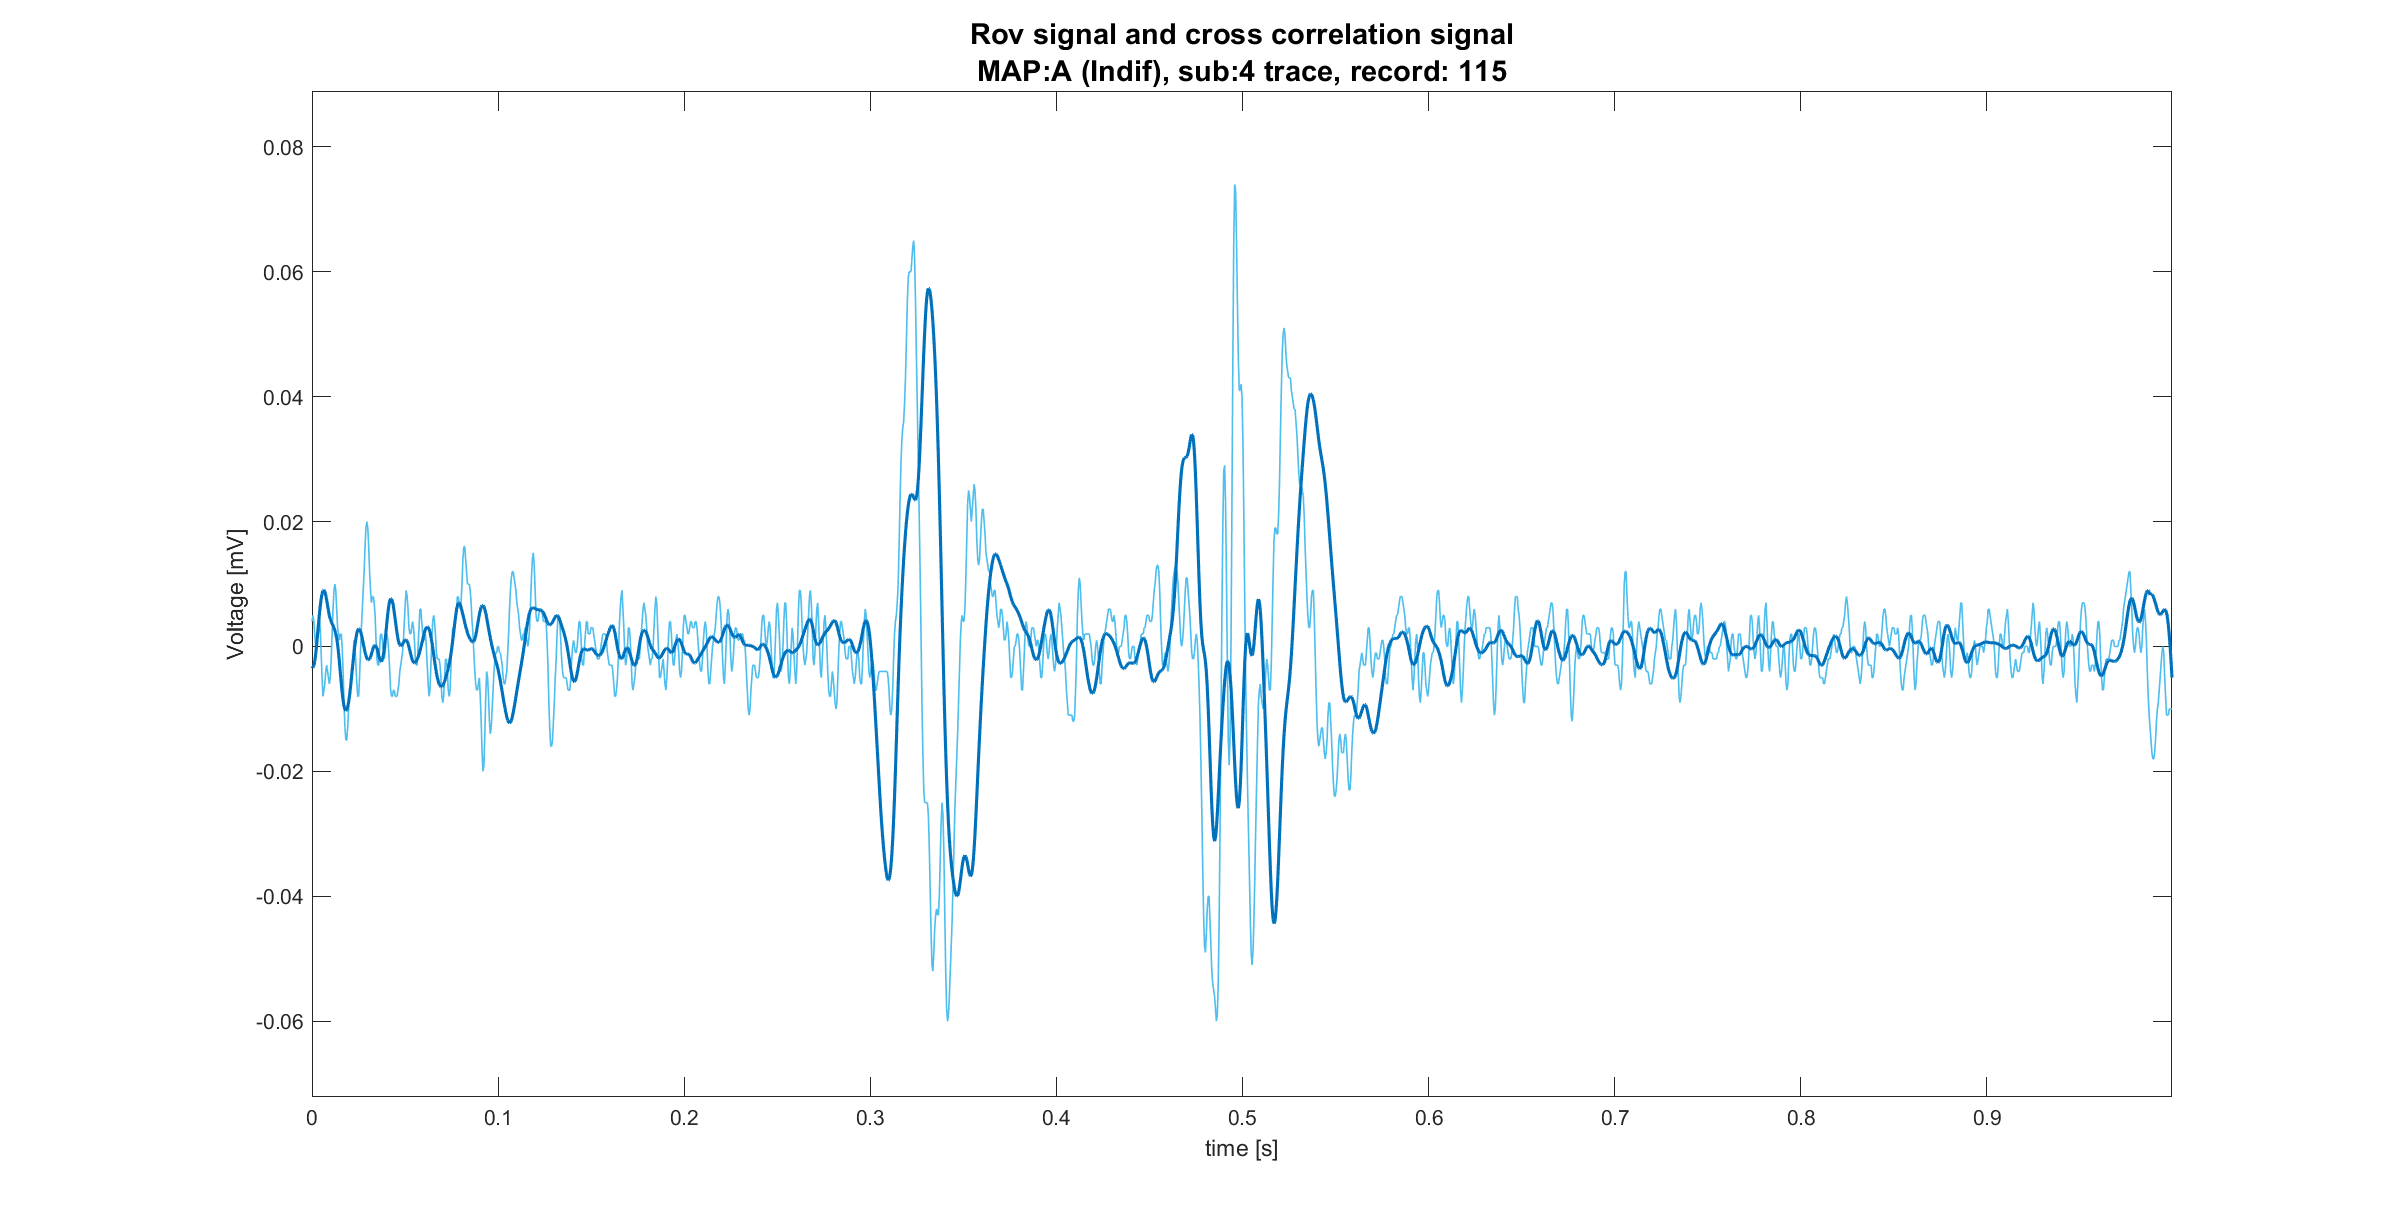 Rov signal and cross correlation signal
MAP:A (Indif), sub:4 trace, record: 115
0.08
0.06
0.04
0.02
0
-0.02
-0.04
-0.06
Voltage [mV]
0 0.1 0.2 0.3 0.4 0.5 0.6 0.7 0.8 0.9
time [s]